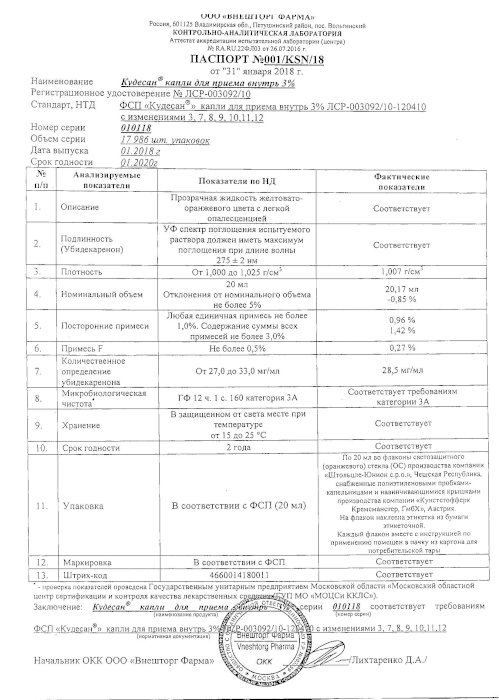 ООО «ВНЕШТОРГ ФАРМА»
Россия, 601125 Владимирская обл., Петушинский район, пос. Вольгинский
КОНТРОЛЬНО-АНАЛИТИЧЕСКАЯ ЛАБОРАТОРИЯ
Аттестат аккредитации испытательной лаборатории (центра)
№ RA.RU.22ФЛ03 от 26.07.2016 г.
ПАСПОРТ №001/KSN/18
от "31" января 2018 г.
Наименование Кудесан® капли для приема внутрь 3%
Регистрационное удостоверение № ЛСР-003092/10
Стандарт, НТД ФСП «Кудесан®» капли для приема внутрь 3% ЛСР-003092/10-120410
с изменениями 3, 7, 8, 9, 10,11,12
Номер серии 010118
Объем серии 17 986 шт. упаковок
Дата выпуска 01.2018 г
Срок годности 01.2020г
№ п/п Анализируемые показатели Показатели по НД Фактические показатели
1. Описание Прозрачная жидкость желтовато-оранжевого цвета с легкой опалесценцией Соответствует
2. Подлинность (Убидекаренон) УФ спектр поглощения испытуемого раствора должен иметь максимум поглощения при длине волны 275 ± 2 нм Соответствует
3. Плотность От 1,000 до 1,025 г/см³ 1,007 г/см³
4. Номинальный объем 20 мл Отклонения от номинального объема не более 5% 20,17 мл -0,85 %
5. Посторонние примеси Любая единичная примесь не более 1,0%. Содержание суммы всех примесей не более 3,0% 0,96 % 1,42 %
6. Примесь F Не более 0,5% 0,27 %
7. Количественное определение убидекаренона От 27,0 до 33,0 мг/мл 28,5 мг/мл
8. Микробиологическая чистота* ГФ 12 ч. 1 с. 160 категория 3А Соответствует требованиям категории 3А
9. Хранение В защищенном от света месте при температуре от 15 до 25 °С Соответствует
10. Срок годности 2 года Соответствует
11. Упаковка В соответствии с ФСП (20 мл) По 20 мл во флаконы светозащитного (оранжевого) стекла (ОС) производства компании «Штольцле-Юнион с.р.о.», Чешская Республика, снабженные полиэтиленовыми пробками-капельницами и навинчивающимися крышками производства компании «Кунстстофферк Кремсмюнстер, ГмбХ», Австрия. На флакон наклеена этикетка из бумаги этикеточной. Каждый флакон вместе с инструкцией по применению помещен в пачку из картона для потребительской тары
12. Маркировка В соответствии с ФСП Соответствует
13. Штрих-код 4660014180011 Соответствует
* - проверка показателей проведена Государственным унитарным предприятием Московской области «Московский областной
центр сертификации и контроля качества лекарственных средств» (ГУП МО «МОЦСи ККЛС»).
Заключение: Кудесан® капли для приема внутрь серии 010118 соответствует требованиям
(наименование продукции) (номер серии)
ФСП «Кудесан®» капли для приема внутрь 3% ЛСР-003092/10-120410 с изменениями 3, 7, 8, 9, 10,11,12
(нормативная документация)
Внешторг Фарма
Vneshtorg Pharma
ОКК
МОСКВА
Начальник ОКК ООО «Внешторг Фарма» /Лихтаренко Д.А./